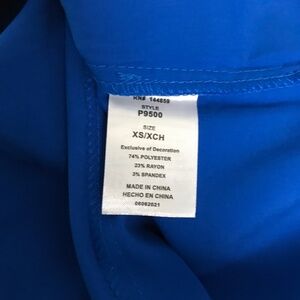 RN# 144859
STYLE
P9500
SIZE
XS/XCH
Exclusive of Decoration
74% POLYESTER
23% RAYON
3% SPANDEX
MADE IN CHINA
HECHO EN CHINA
06062021